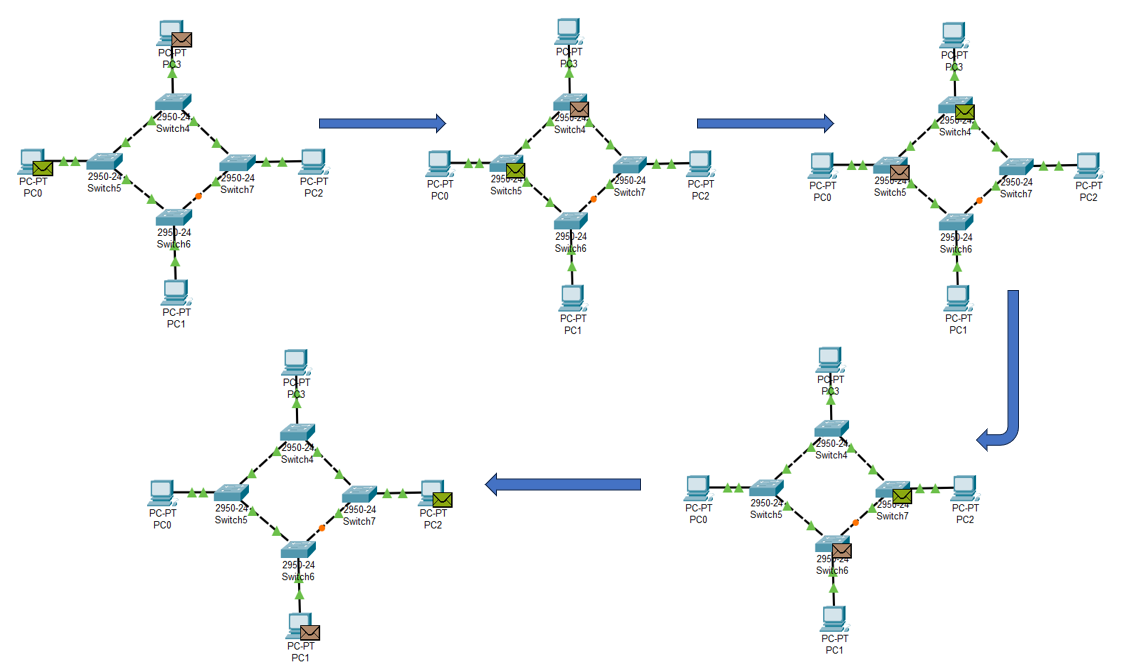 PC-PT
PC3
2950-24
Switch4
PC-PT
PC0
2950-24
Switch5
2950-24
Switch7
PC-PT
PC2
2950-24
Switch6
PC-PT
PC1
PC-PT
PC3
2950-24
Switch4
PC-PT
PC0
2950-24
Switch5
2950-24
Switch7
PC-PT
PC2
2950-24
Switch6
PC-PT
PC1
PC-PT
PC3
2950-24
Switch4
PC-PT
PC0
2950-24
Switch5
2950-24
Switch7
PC-PT
PC2
2950-24
Switch6
PC-PT
PC1
PC-PT
PC3
2950-24
Switch4
PC-PT
PC0
2950-24
Switch5
2950-24
Switch7
PC-PT
PC2
2950-24
Switch6
PC-PT
PC1
PC-PT
PC3
2950-24
Switch4
PC-PT
PC0
2950-24
Switch5
2950-24
Switch7
PC-PT
PC2
2950-24
Switch6
PC-PT
PC1